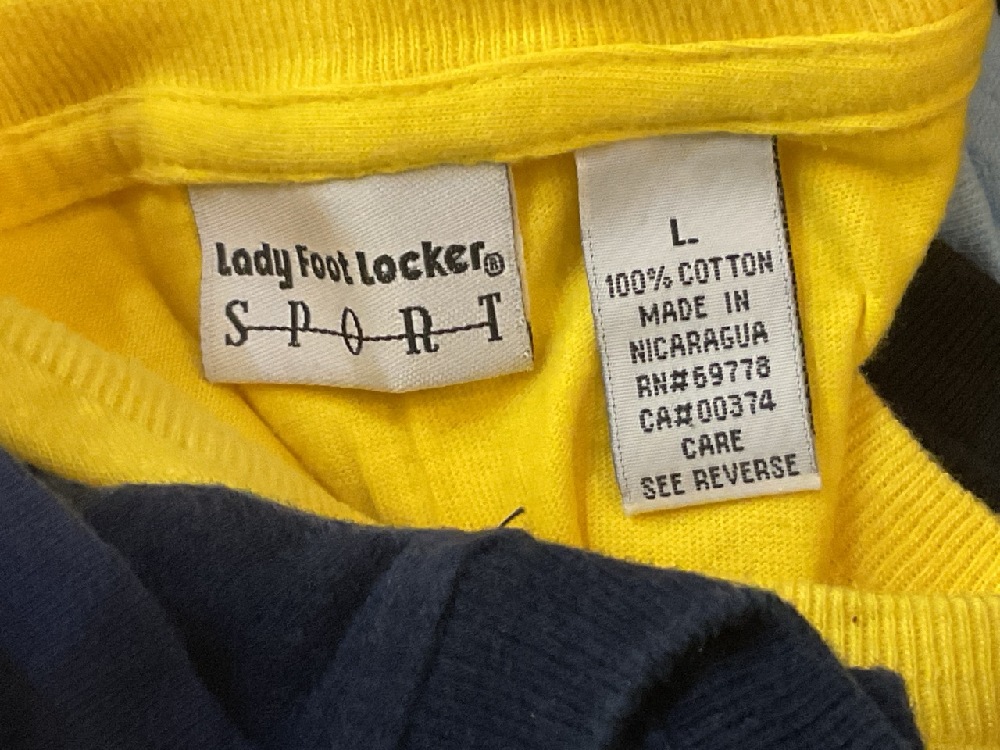 Lady Foot Locker®
SPORT
L.
100% COTTON
MADE IN
NICARAGUA
RN#69778
CA#00374
CARE
SEE REVERSE